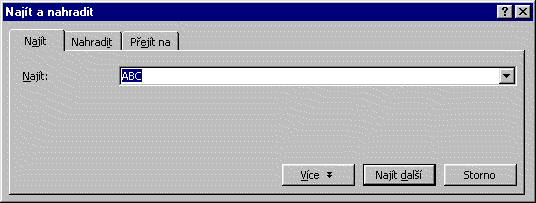 Najít a nahradit
Najít Nahradit Přejít na
Najít: ABC
Více Najít další Storno